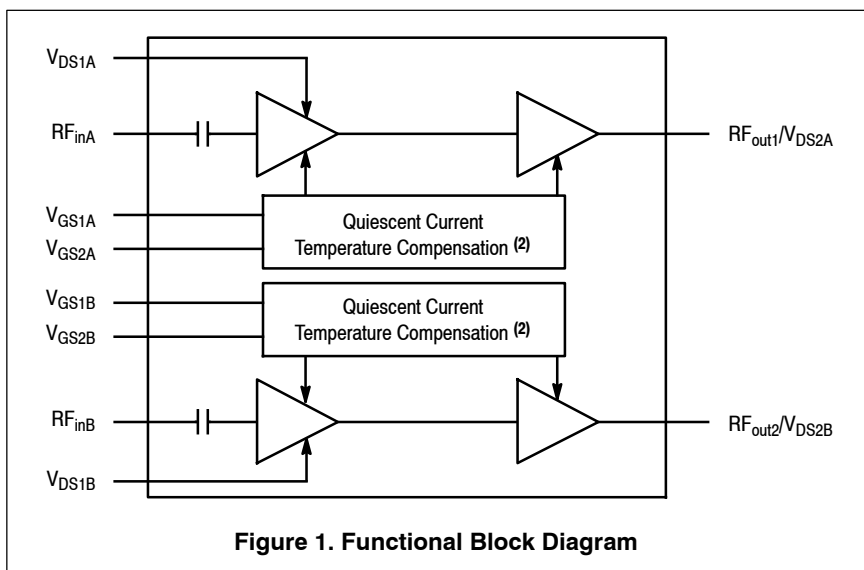 V_DS1A
RF_inA
RF_out1/V_DS2A
V_GS1A
V_GS2A
Quiescent Current
Temperature Compensation (2)
V_GS1B
V_GS2B
Quiescent Current
Temperature Compensation (2)
RF_inB
RF_out2/V_DS2B
V_DS1B
Figure 1. Functional Block Diagram